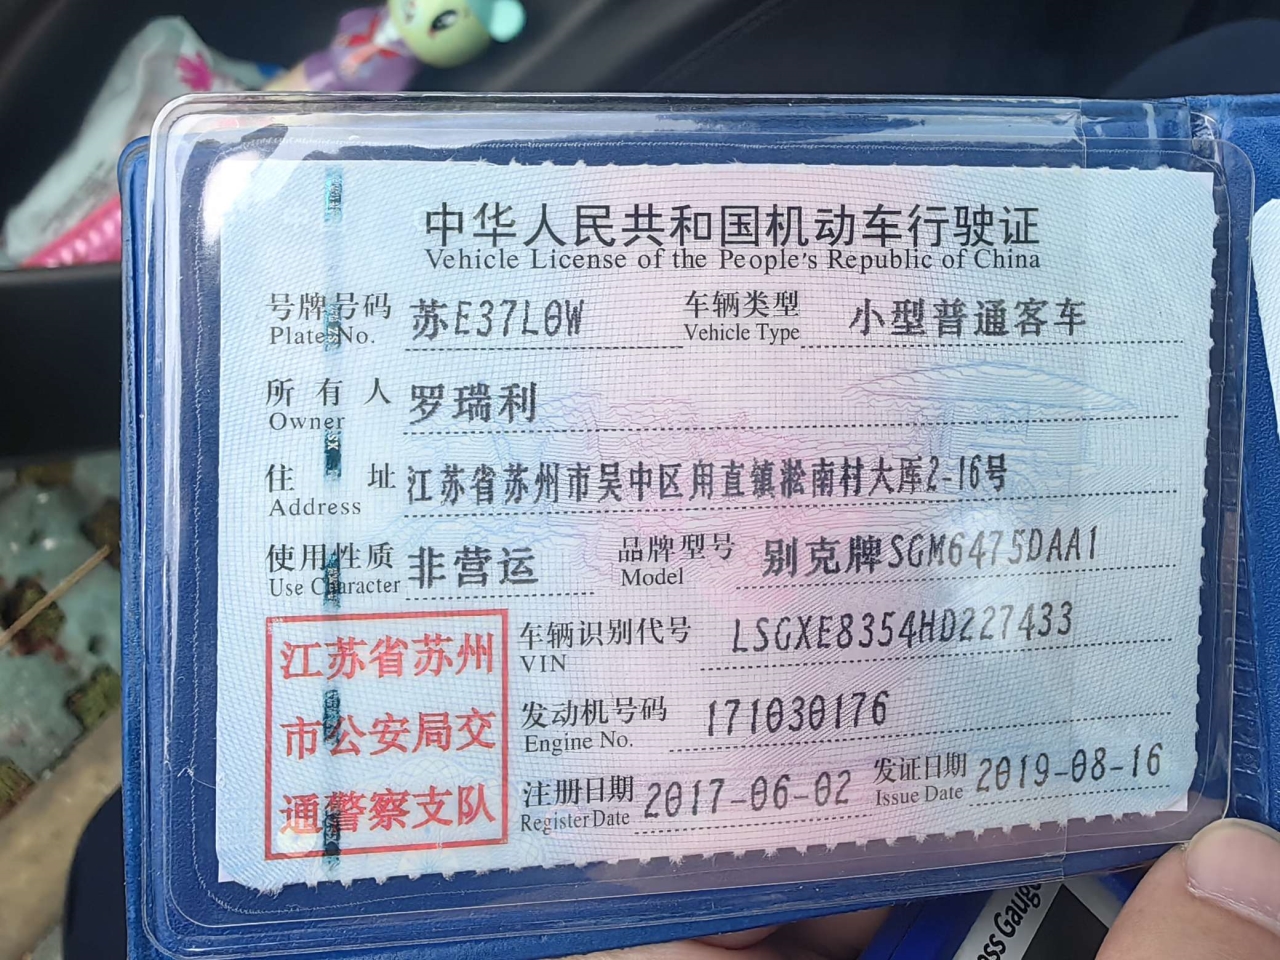 中华人民共和国机动车行驶证
Vehicle License of the People's Republic of China
号牌号码 苏E37L0W 车辆类型 小型普通客车
Plate No. Vehicle Type
所有人 罗瑞利
Owner
住址 江苏省苏州市吴中区甪直镇淞南村大厍2-16号
Address
使用性质 非营运 品牌型号 别克牌SGM6475DAA1
Use Character Model
车辆识别代号 LSGXE8354HD227433
VIN
发动机号码 171030176
Engine No.
注册日期 2017-06-02 发证日期 2019-08-16
Register Date Issue Date
江苏省苏州
市公安局交
通警察支队
ess Gauge